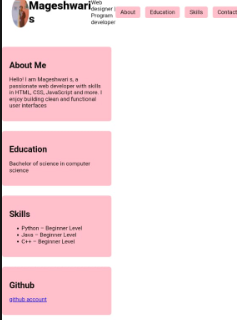 Mageshwari
s
Web
designer |
Program
developer
About
Education
Skills
Contact
About Me
Hello! I am Mageshwari s, a
passionate web developer with skills
in HTML, CSS, JavaScript and more. I
enjoy building clean and functional
user interfaces
Education
Bachelor of science in computer
science
Skills
• Python – Beginner Level
• Java – Beginner Level
• C++ – Beginner Level
Github
github account